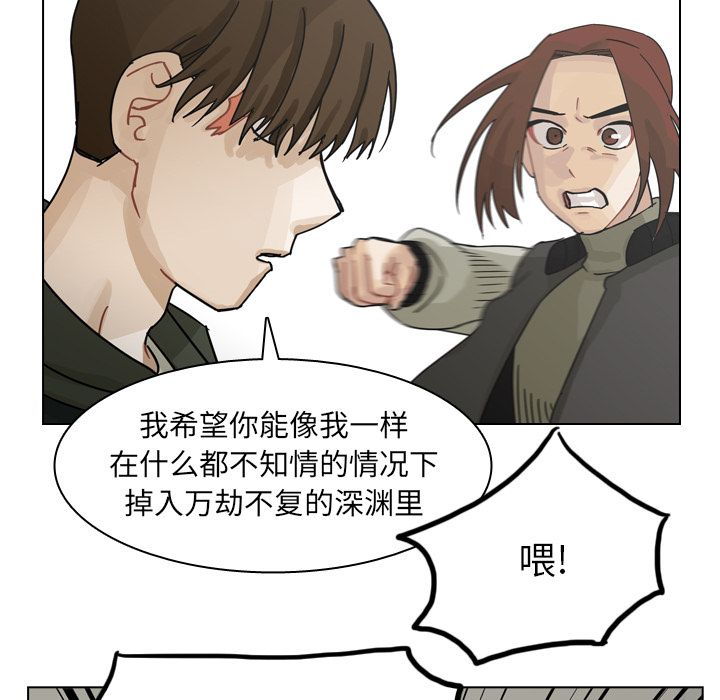 我希望你能像我一样
在什么都不知情的情况下
掉入万劫不复的深渊里
喂!